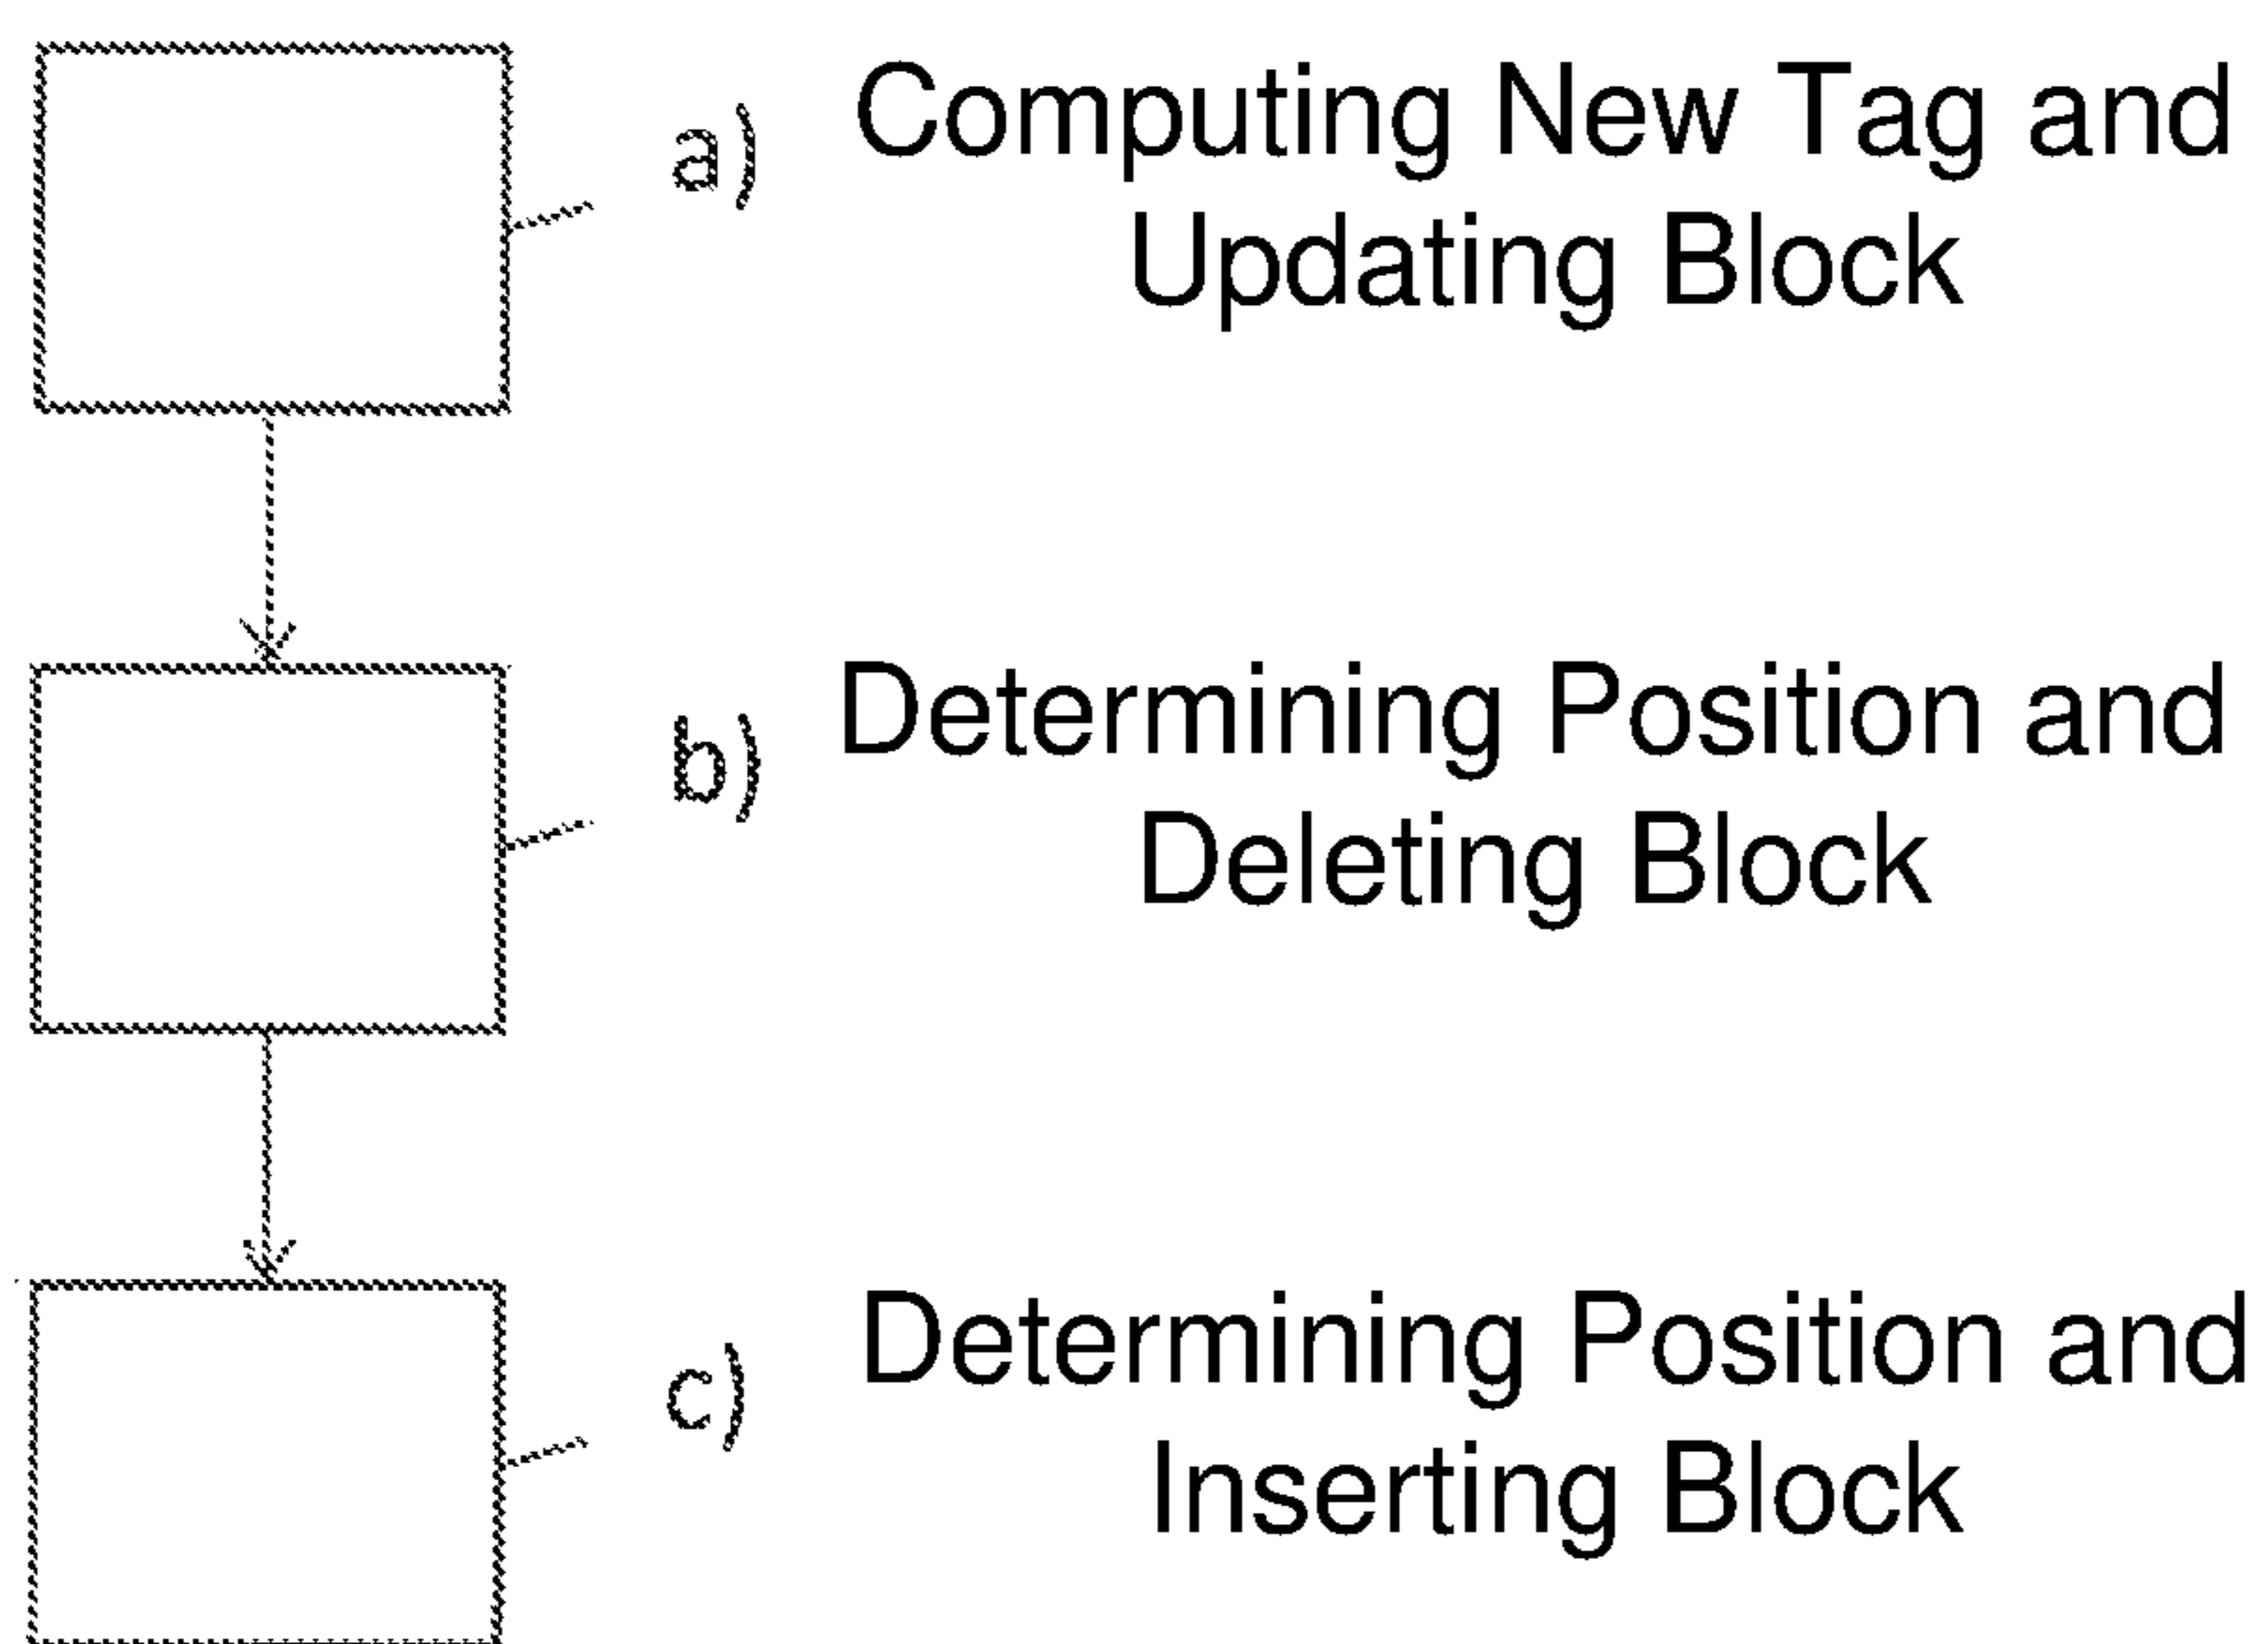 a) Computing New Tag and
Updating Block
b) Determining Position and
Deleting Block
c) Determining Position and
Inserting Block